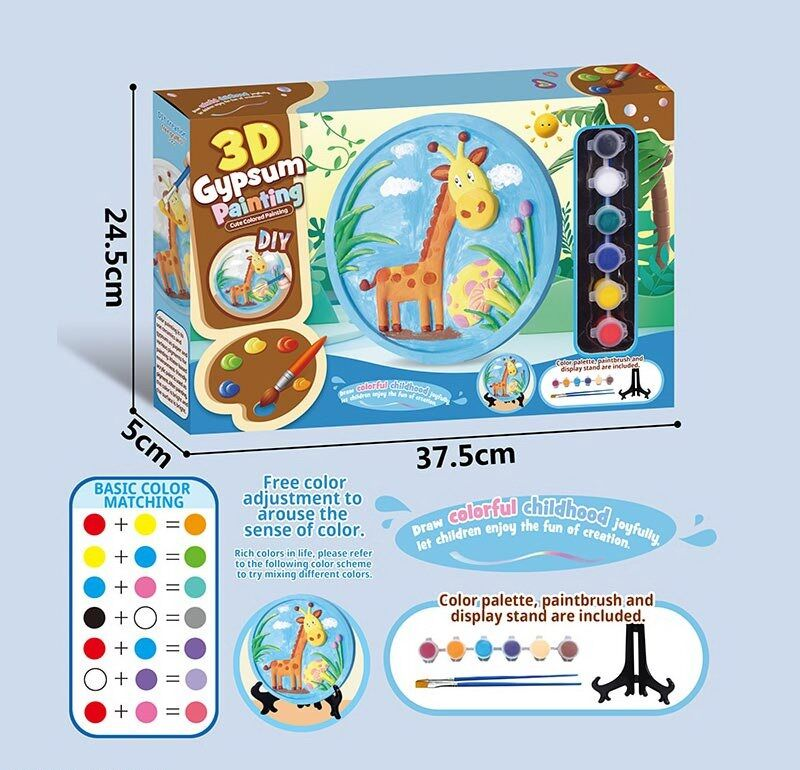 3D
Gypsum
Painting
Cute Colored Painting
DIY
Draw colorful childhood joyfully,
let children enjoy the fun of creation.
Color palette, paintbrush and
display stand are included.
24.5cm
5cm
37.5cm
BASIC COLOR
MATCHING
+ =
+ =
+ =
+ =
+ =
+ =
+ =
Free color
adjustment to
arouse the
sense of color.
Rich colors in life, please refer
to the following color scheme
to try mixing different colors.
Draw colorful childhood joyfully,
let children enjoy the fun of creation.
Color palette, paintbrush and
display stand are included.